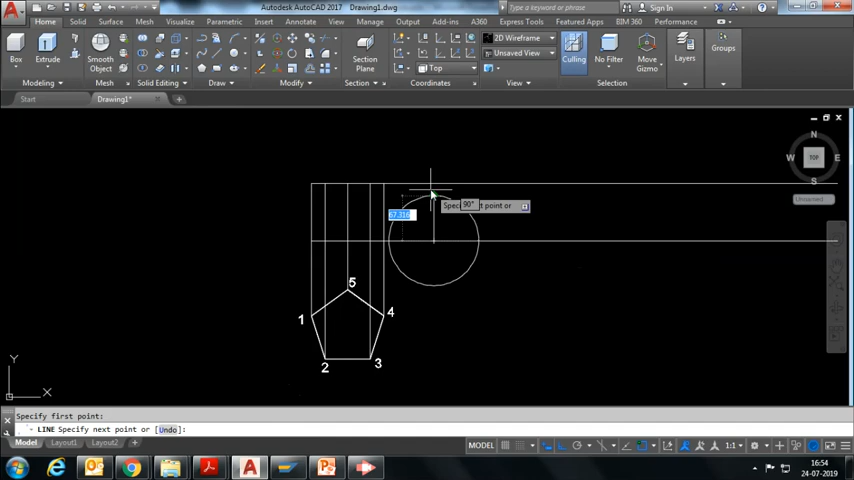 Autodesk AutoCAD 2017 Drawing1.dwg
Type a keyword or phrase
Sign In
Home Solid Surface Mesh Visualize Parametric Insert Annotate View Manage Output Add-ins A360 Express Tools Featured Apps BIM 360 Performance
Box
Extrude
Smooth Object
Section Plane
Top
2D Wireframe
Unsaved View
Culling
No Filter
Move Gizmo
Layers
Groups
Modeling Mesh Solid Editing Draw Modify Section Coordinates View Selection
Start Drawing1*
N
W TOP E
S
Unnamed
90°
67.316
5
1 4
2 3
Y
X
Specify first point:
LINE Specify next point or [Undo]:
Model Layout1 Layout2
MODEL 1:1
16:54
24-07-2019